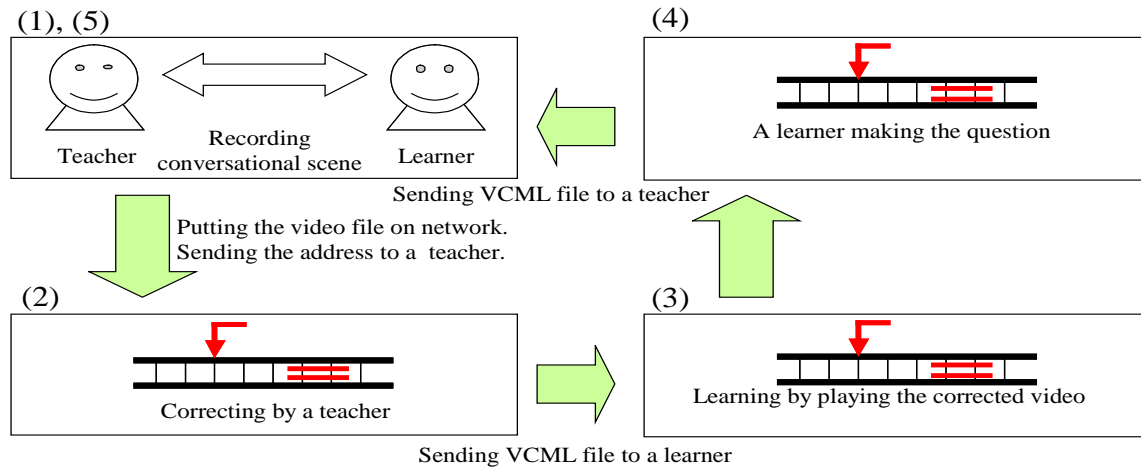 (1), (5)
Teacher
Recording
conversational scene
Learner
(4)
A learner making the question
Sending VCML file to a teacher
Putting the video file on network.
Sending the address to a teacher.
(2)
Correcting by a teacher
(3)
Learning by playing the corrected video
Sending VCML file to a learner